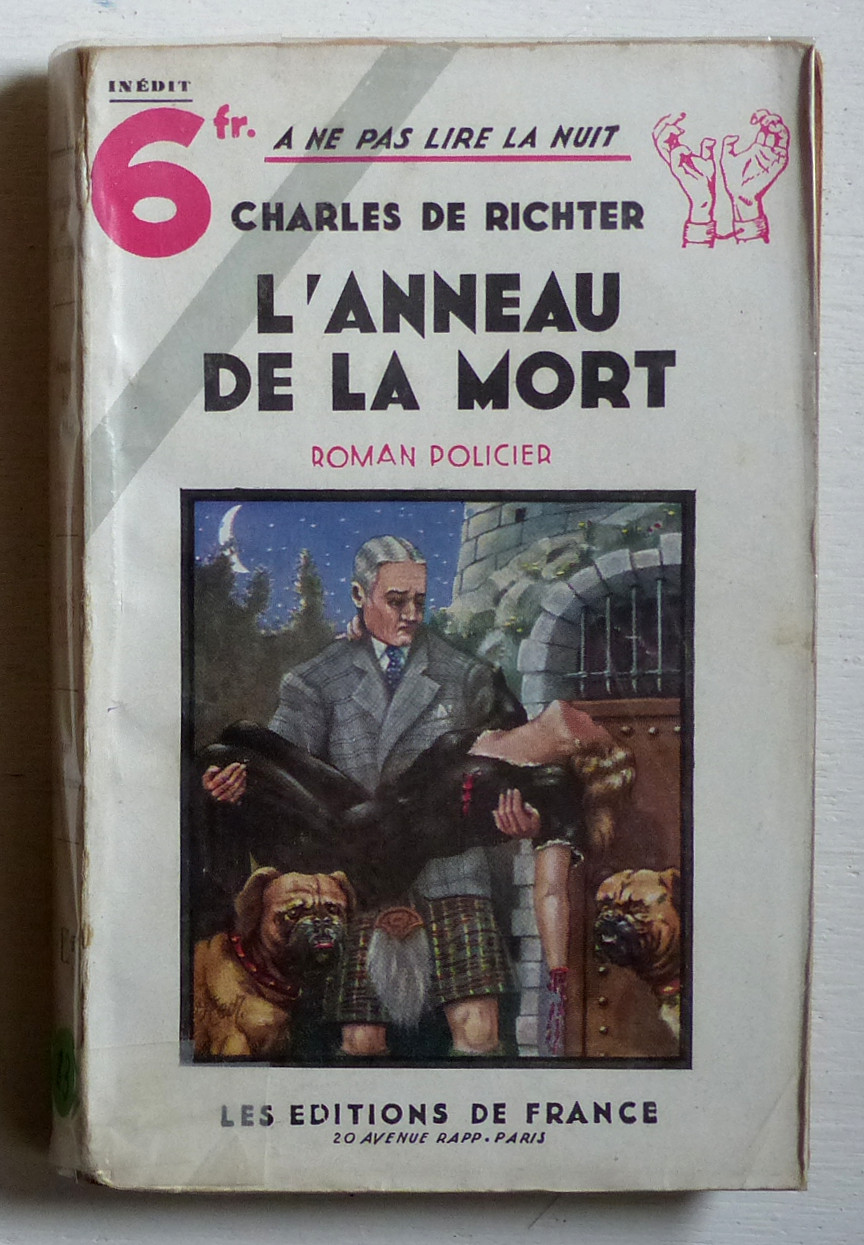 INÉDIT
6 fr.
A NE PAS LIRE LA NUIT
CHARLES DE RICHTER
L'ANNEAU
DE LA MORT
ROMAN POLICIER
LES EDITIONS DE FRANCE
20 AVENUE RAPP • PARIS